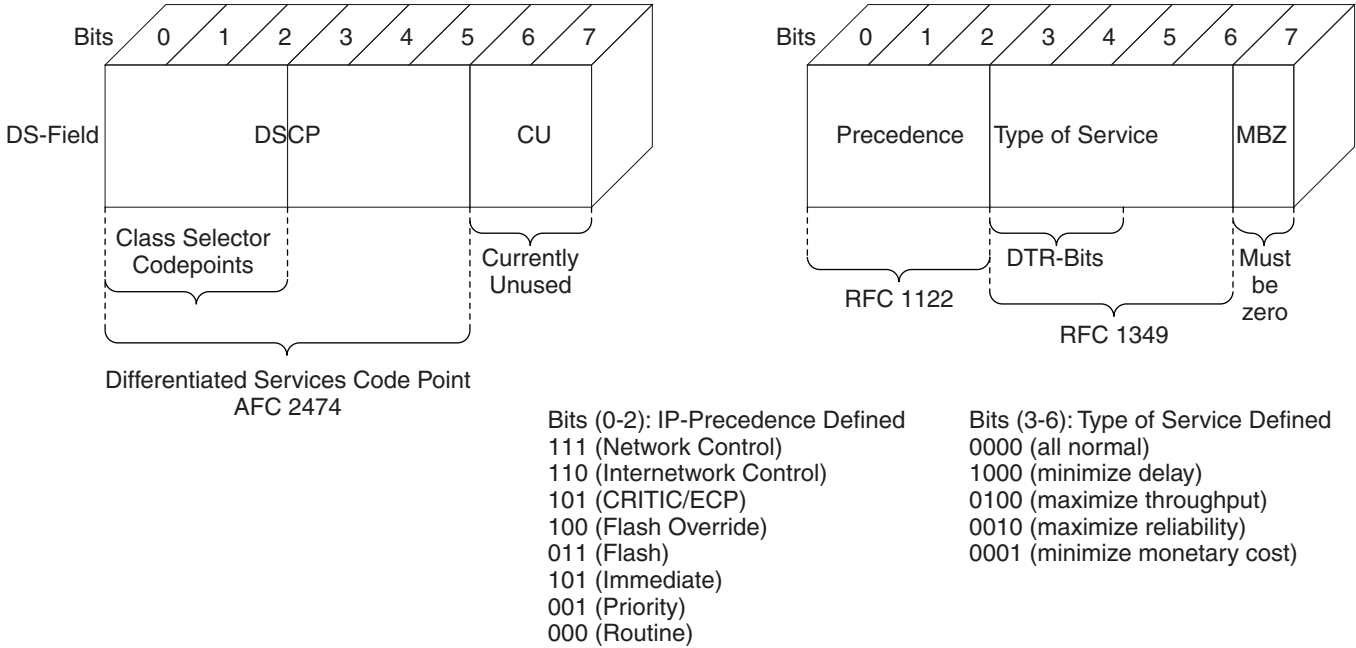 Bits 0 1 2 3 4 5 6 7
DS-Field DSCP CU
Class Selector
Codepoints
Currently
Unused
Differentiated Services Code Point
AFC 2474
Bits 0 1 2 3 4 5 6 7
Precedence Type of Service MBZ
DTR-Bits
Must
be
zero
RFC 1122
RFC 1349
Bits (0-2): IP-Precedence Defined
111 (Network Control)
110 (Internetwork Control)
101 (CRITIC/ECP)
100 (Flash Override)
011 (Flash)
101 (Immediate)
001 (Priority)
000 (Routine)
Bits (3-6): Type of Service Defined
0000 (all normal)
1000 (minimize delay)
0100 (maximize throughput)
0010 (maximize reliability)
0001 (minimize monetary cost)